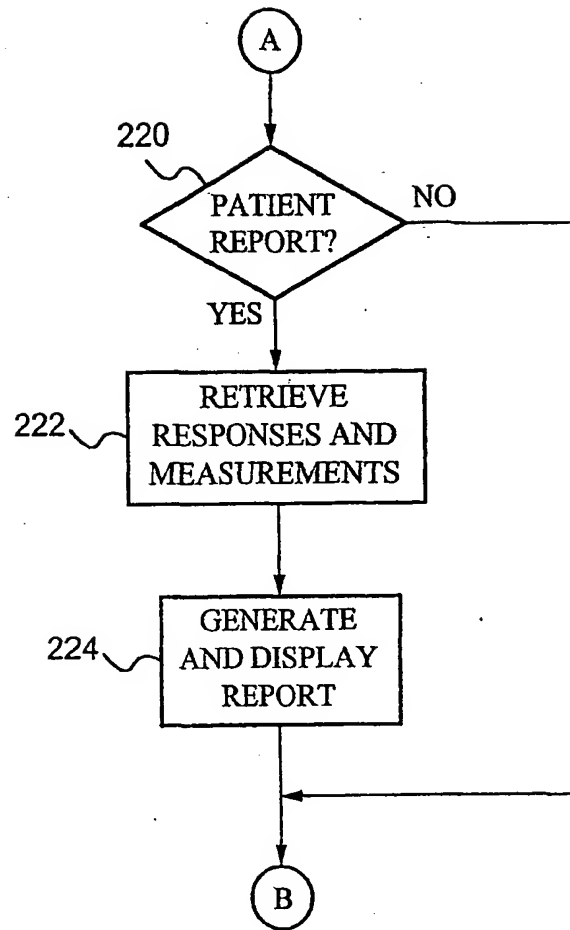 A
220
PATIENT
REPORT?
NO
YES
222
RETRIEVE
RESPONSES AND
MEASUREMENTS
224
GENERATE
AND DISPLAY
REPORT
B